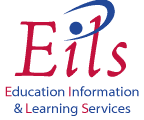 Eils
Education Information
& Learning Services